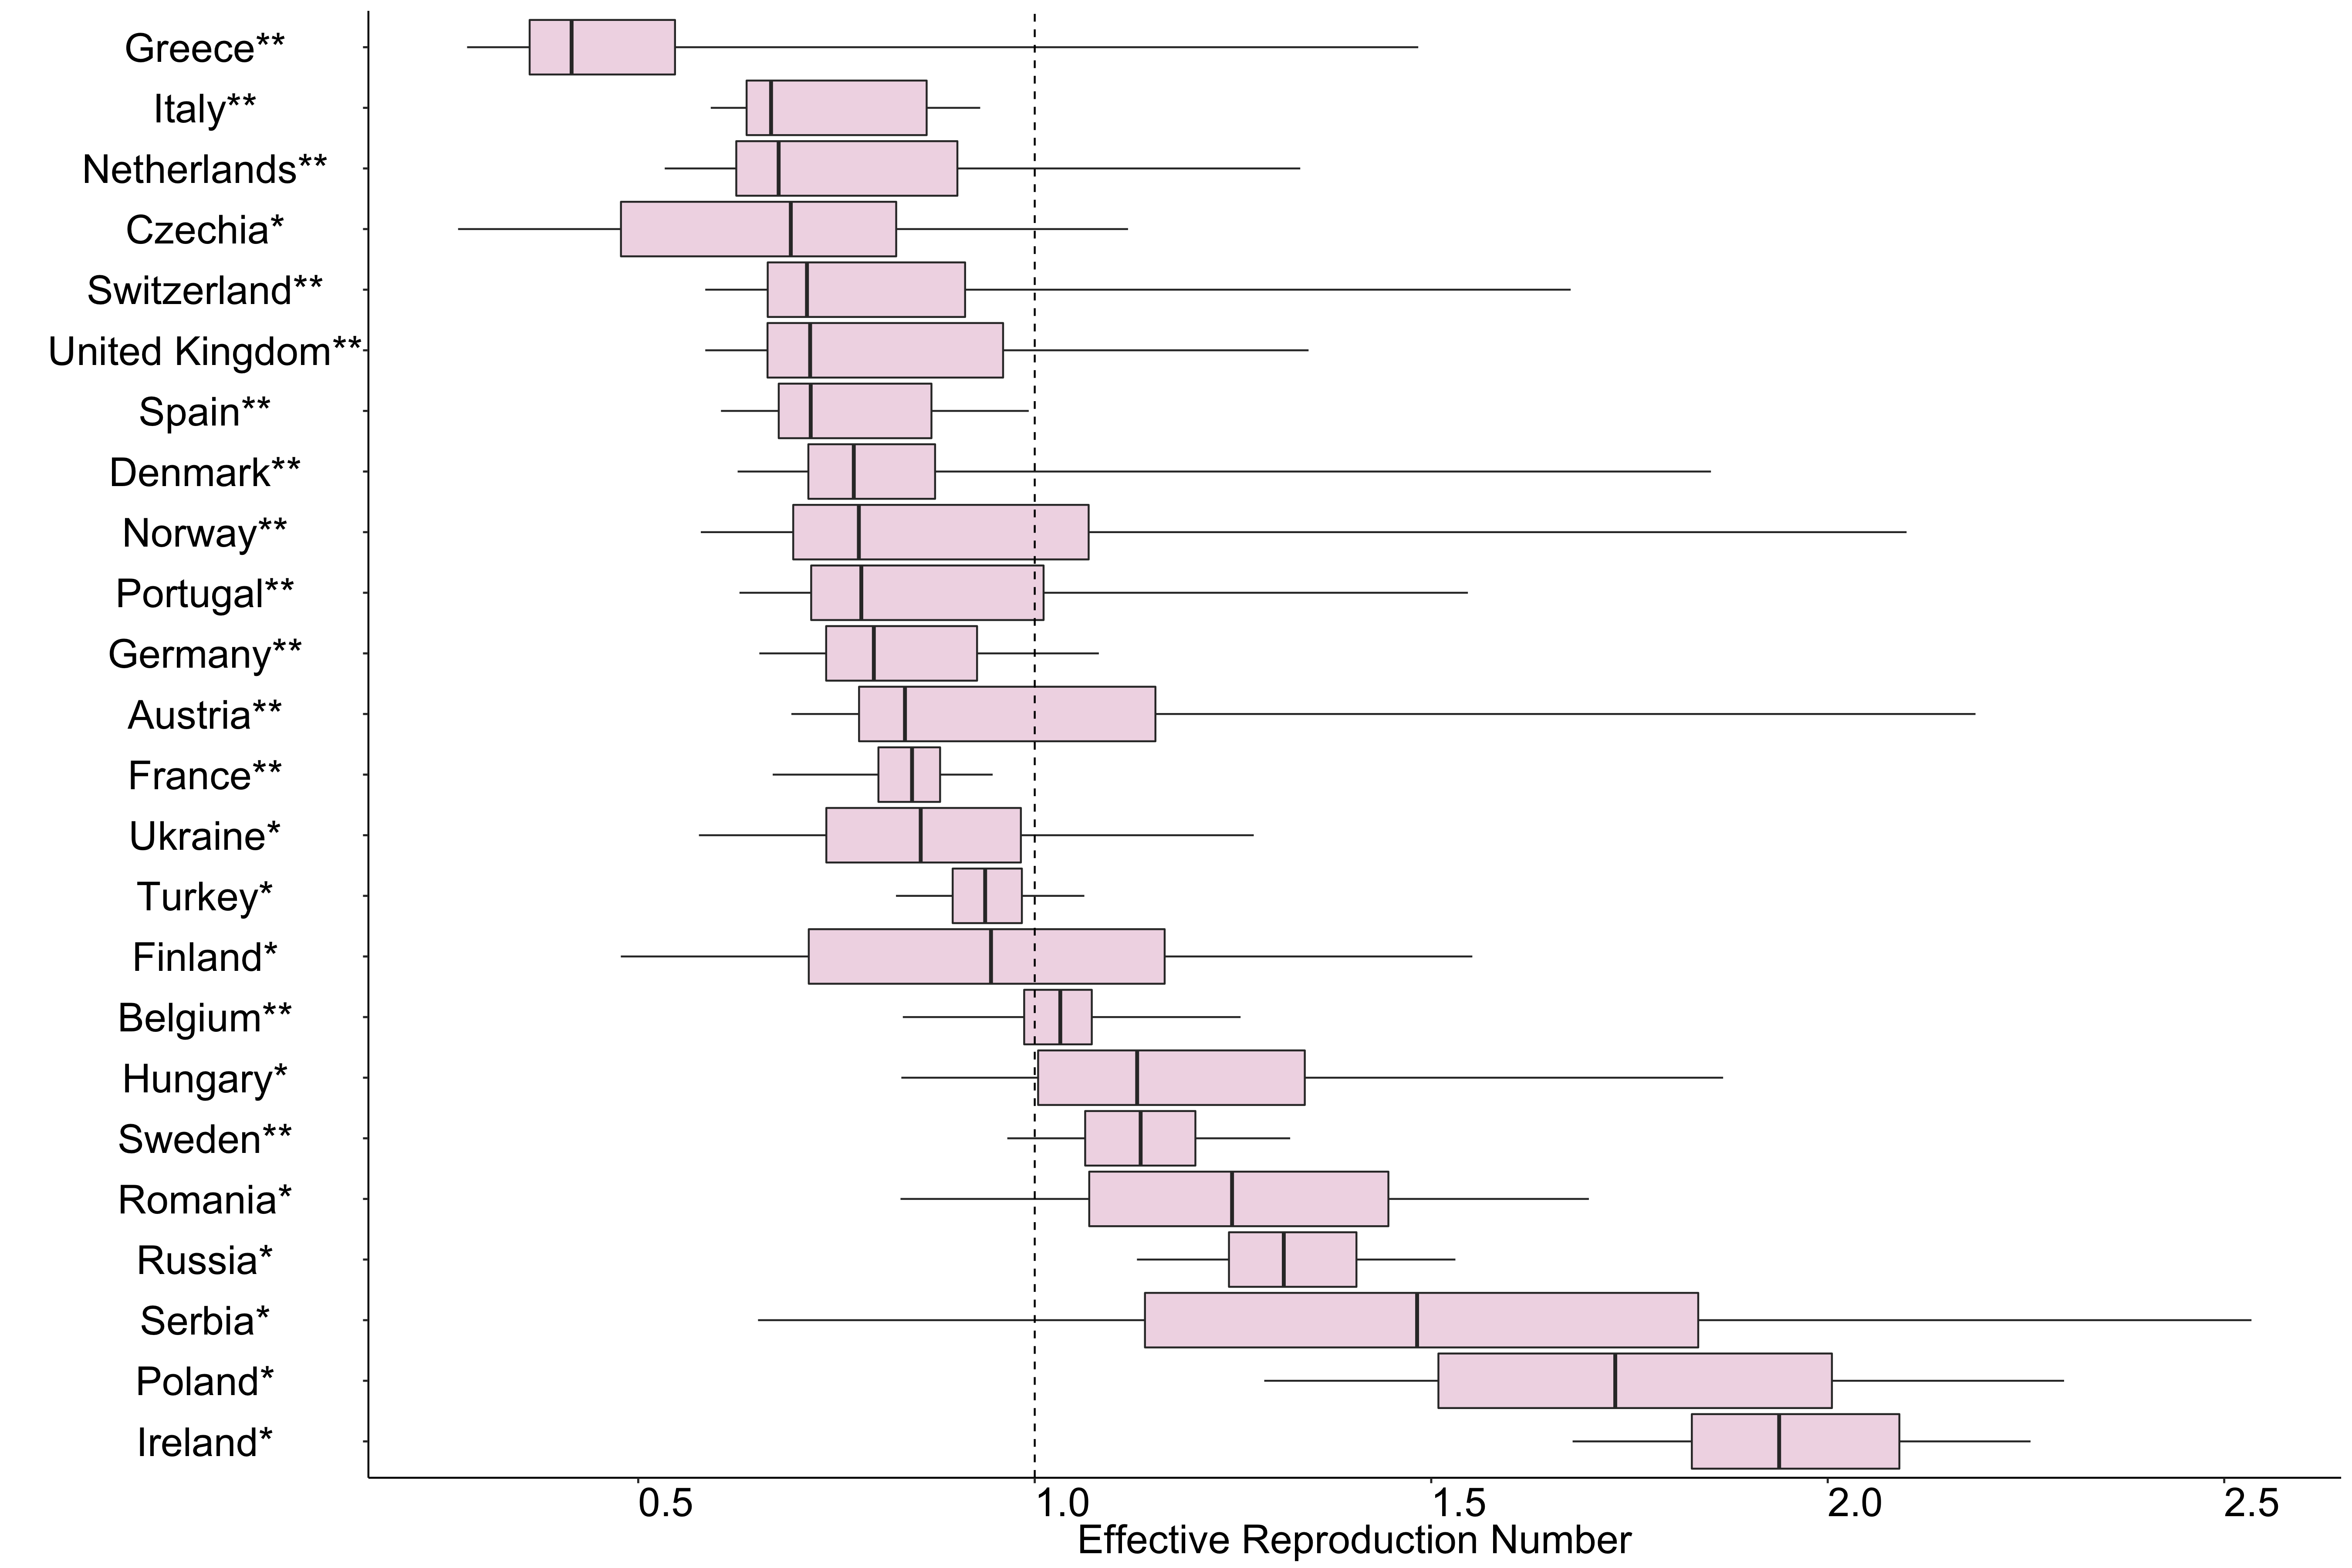 Greece**
Italy**
Netherlands**
Czechia*
Switzerland**
United Kingdom**
Spain**
Denmark**
Norway**
Portugal**
Germany**
Austria**
France**
Ukraine*
Turkey*
Finland*
Belgium**
Hungary*
Sweden**
Romania*
Russia*
Serbia*
Poland*
Ireland*
0.5 1.0 1.5 2.0 2.5
Effective Reproduction Number